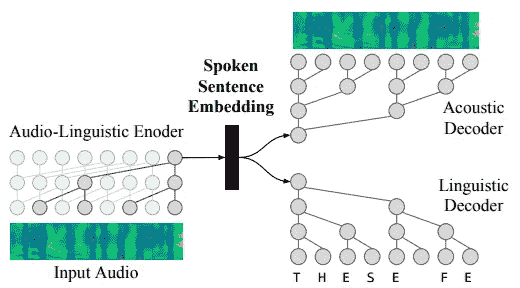 Spoken
Sentence
Embedding
Audio-Linguistic Enoder
Input Audio
Acoustic
Decoder
Linguistic
Decoder
T H E S E F E